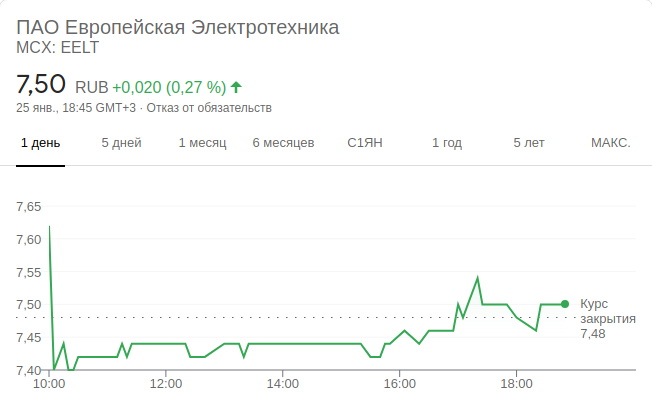 ПАО Европейская Электротехника
MCX: EELT
7,50 RUB +0,020 (0,27 %)
25 янв., 18:45 GMT+3 · Отказ от обязательств
1 день 5 дней 1 месяц 6 месяцев С1ЯН 1 год 5 лет МАКС.
7,65
7,60
7,55
7,50
7,45
7,40
Курс
закрытия
7,48
10:00 12:00 14:00 16:00 18:00